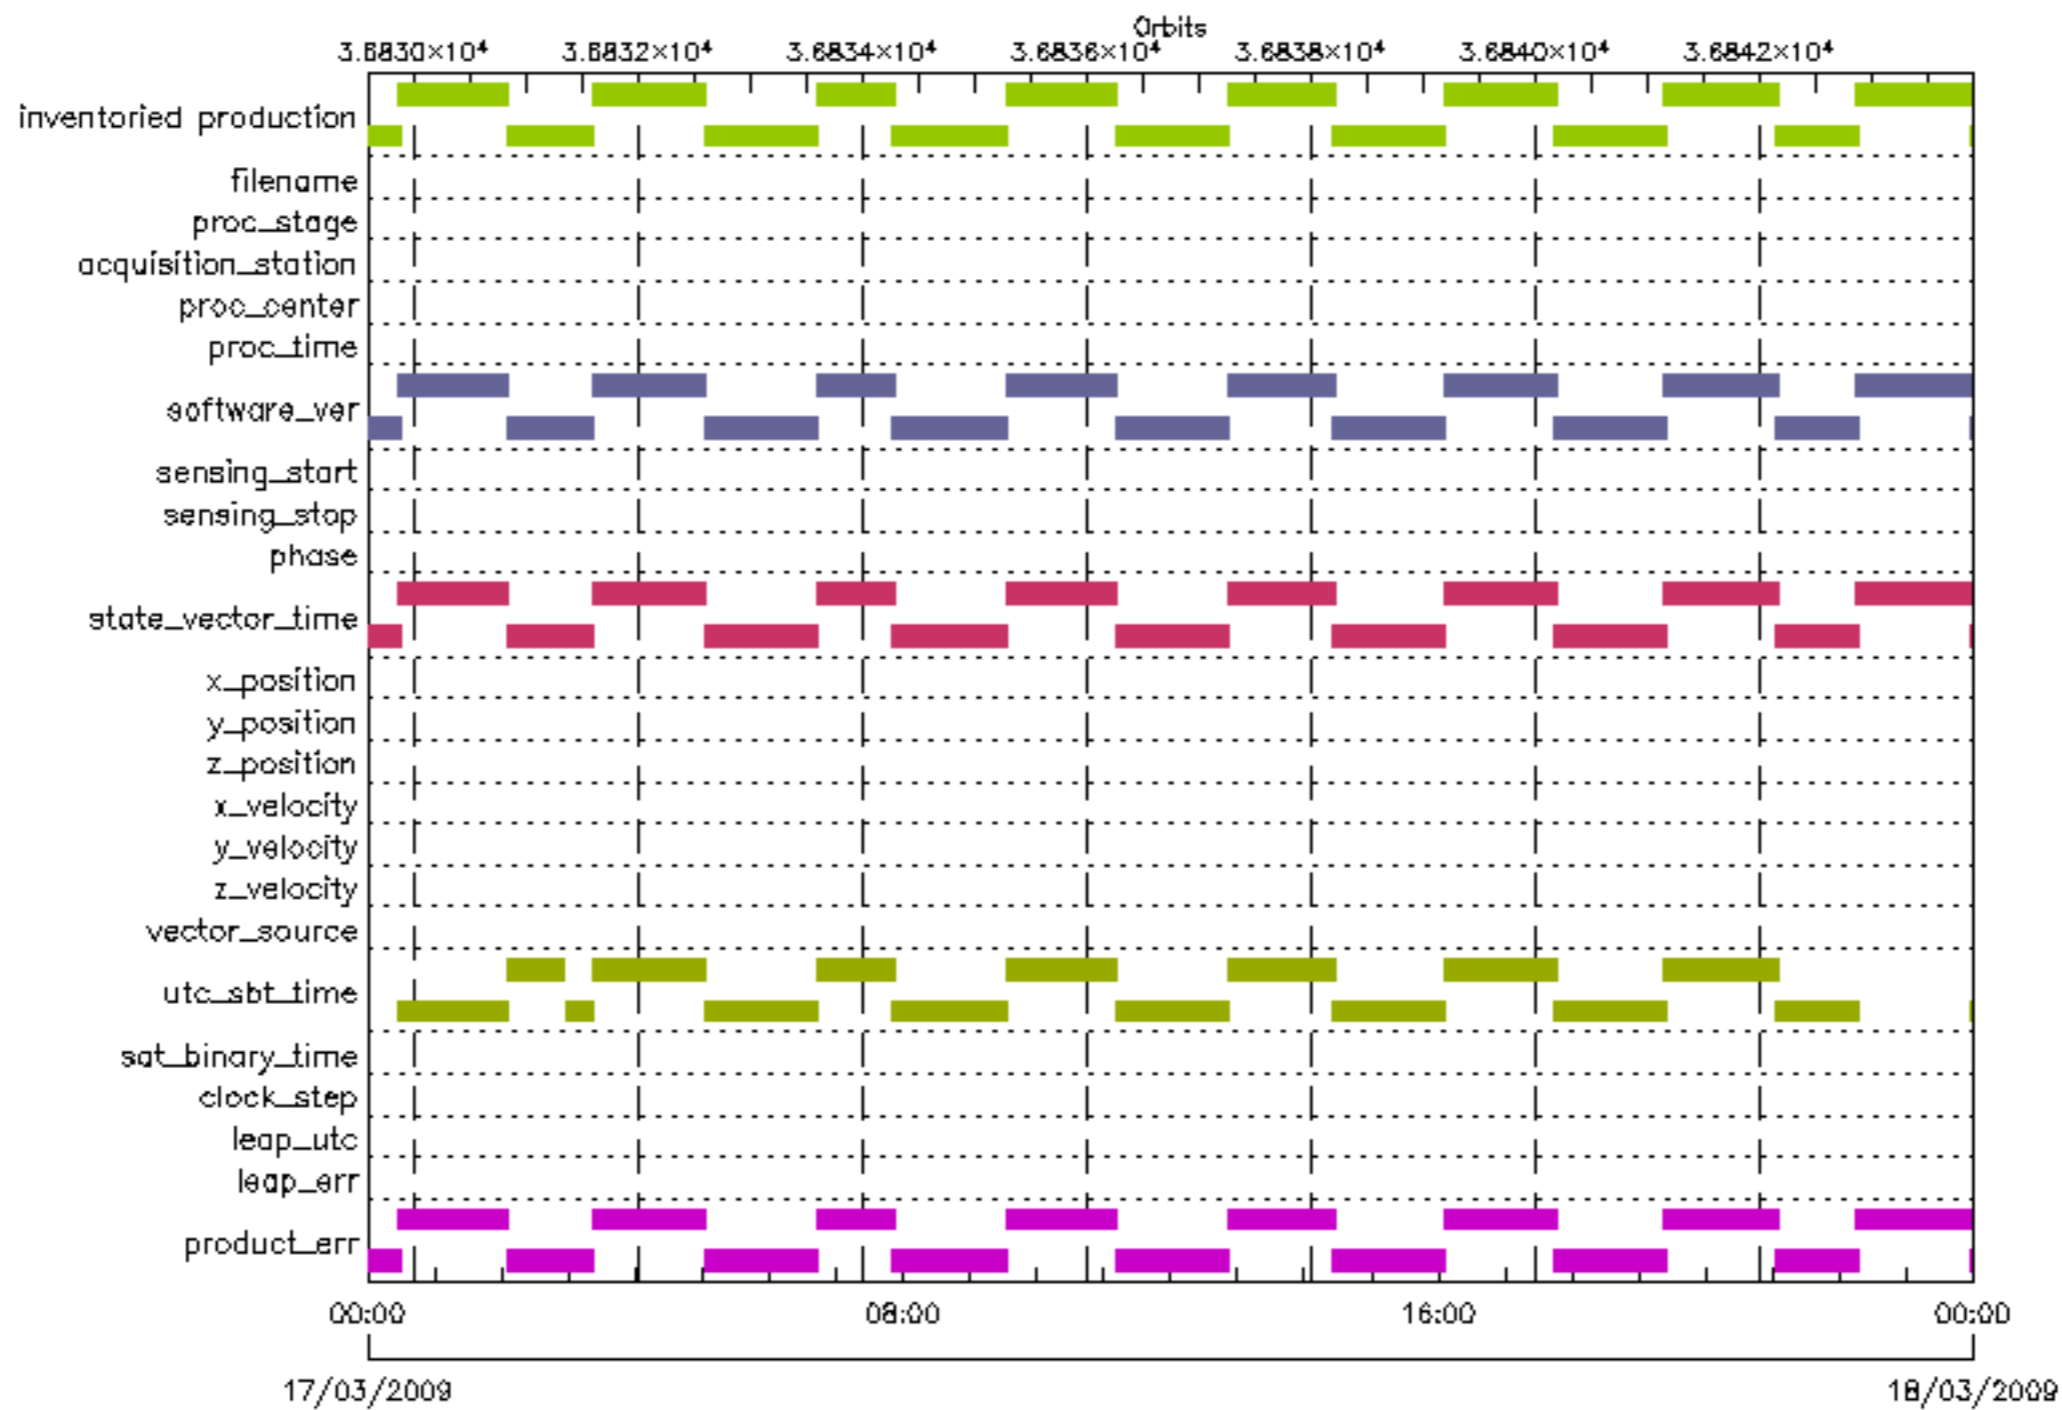 Orbits
3.6830×10⁴ 3.6832×10⁴ 3.6834×10⁴ 3.6836×10⁴ 3.6838×10⁴ 3.6840×10⁴ 3.6842×10⁴
inventoried production
filename
proc_stage
acquisition_station
proc_center
proc_time
software_ver
sensing_start
sensing_stop
phase
state_vector_time
x_position
y_position
z_position
x_velocity
y_velocity
z_velocity
vector_source
utc_sbt_time
sat_binary_time
clock_step
leap_utc
leap_err
product_err
00:00 08:00 16:00 00:00
17/03/2009 18/03/2009